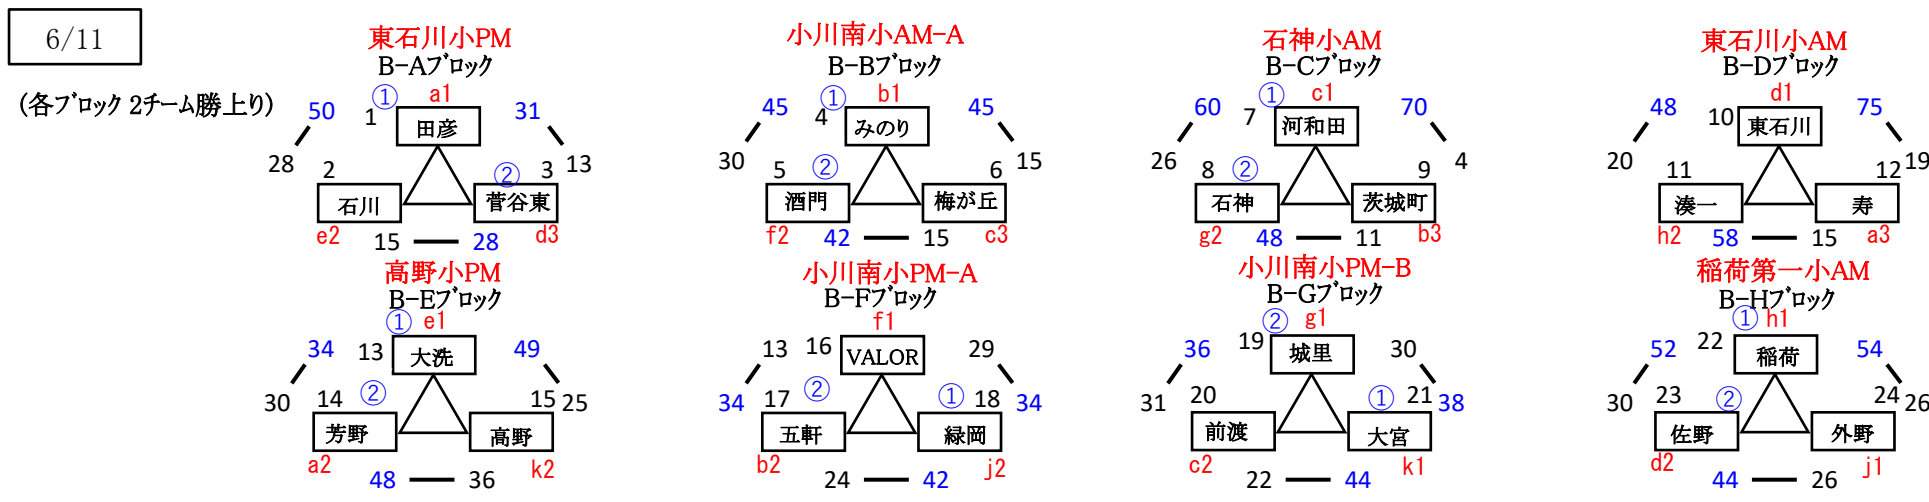 6/11
(各ブロック 2チーム勝上り)
東石川小PM
B-Aブロック
① a1
50 31
1 田彦
28 13
2 ② 3
石川 菅谷東
e2 d3
15 28
小川南小AM-A
B-Bブロック
① b1
45 45
4 みのり
30 15
5 ② 6
酒門 梅が丘
f2 c3
42 15
石神小AM
B-Cブロック
① c1
60 70
7 河和田
26 4
8 ② 9
石神 茨城町
g2 b3
48 11
東石川小AM
B-Dブロック
d1
48 75
10 東石川
20 19
11 12
湊一 寿
h2 a3
58 15
高野小PM
B-Eブロック
① e1
34 49
13 大洗
30 25
14 ② 15
芳野 高野
a2 k2
48 36
小川南小PM-A
B-Fブロック
f1
13 29
16 VALOR
34 34
17 ② ① 18
五軒 緑岡
b2 j2
24 42
小川南小PM-B
B-Gブロック
② g1
36 30
19 城里
31 38
20 ① 21
前渡 大宮
c2 k1
22 44
稲荷第一小AM
B-Hブロック
① h1
52 54
22 稲荷
30 26
23 ② 24
佐野 外野
d2 j1
44 26